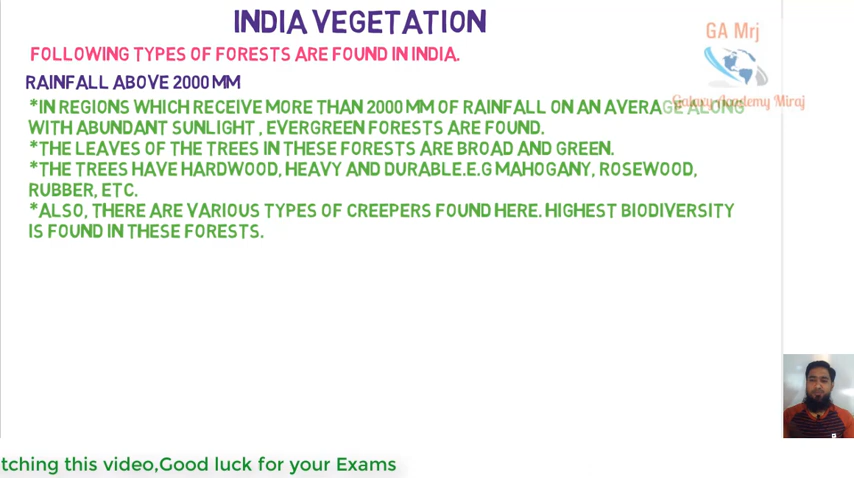 INDIA VEGETATION
GA Mrj
FOLLOWING TYPES OF FORESTS ARE FOUND IN INDIA.
RAINFALL ABOVE 2000 MM
Galaxy Academy Miraj
*IN REGIONS WHICH RECEIVE MORE THAN 2000 MM OF RAINFALL ON AN AVERAGE ALONG
WITH ABUNDANT SUNLIGHT , EVERGREEN FORESTS ARE FOUND.
*THE LEAVES OF THE TREES IN THESE FORESTS ARE BROAD AND GREEN.
*THE TREES HAVE HARDWOOD, HEAVY AND DURABLE.E.G MAHOGANY, ROSEWOOD,
RUBBER, ETC.
*ALSO, THERE ARE VARIOUS TYPES OF CREEPERS FOUND HERE. HIGHEST BIODIVERSITY
IS FOUND IN THESE FORESTS.
tching this video,Good luck for your Exams